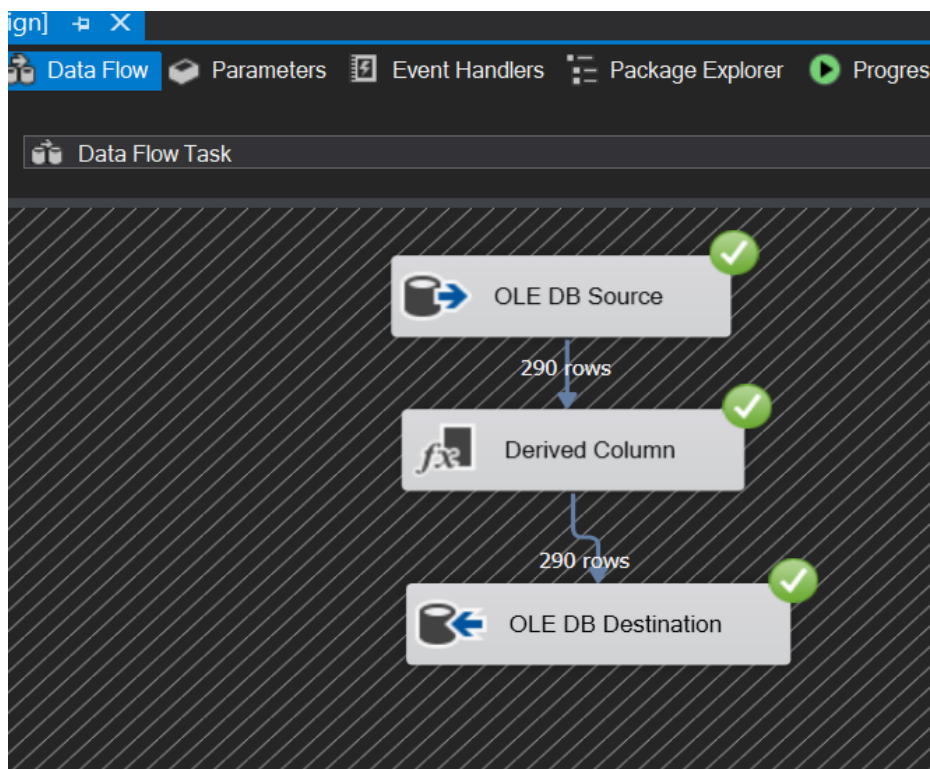 ign]
Data Flow Parameters Event Handlers Package Explorer Progres
Data Flow Task
OLE DB Source
290 rows
fx Derived Column
290 rows
OLE DB Destination